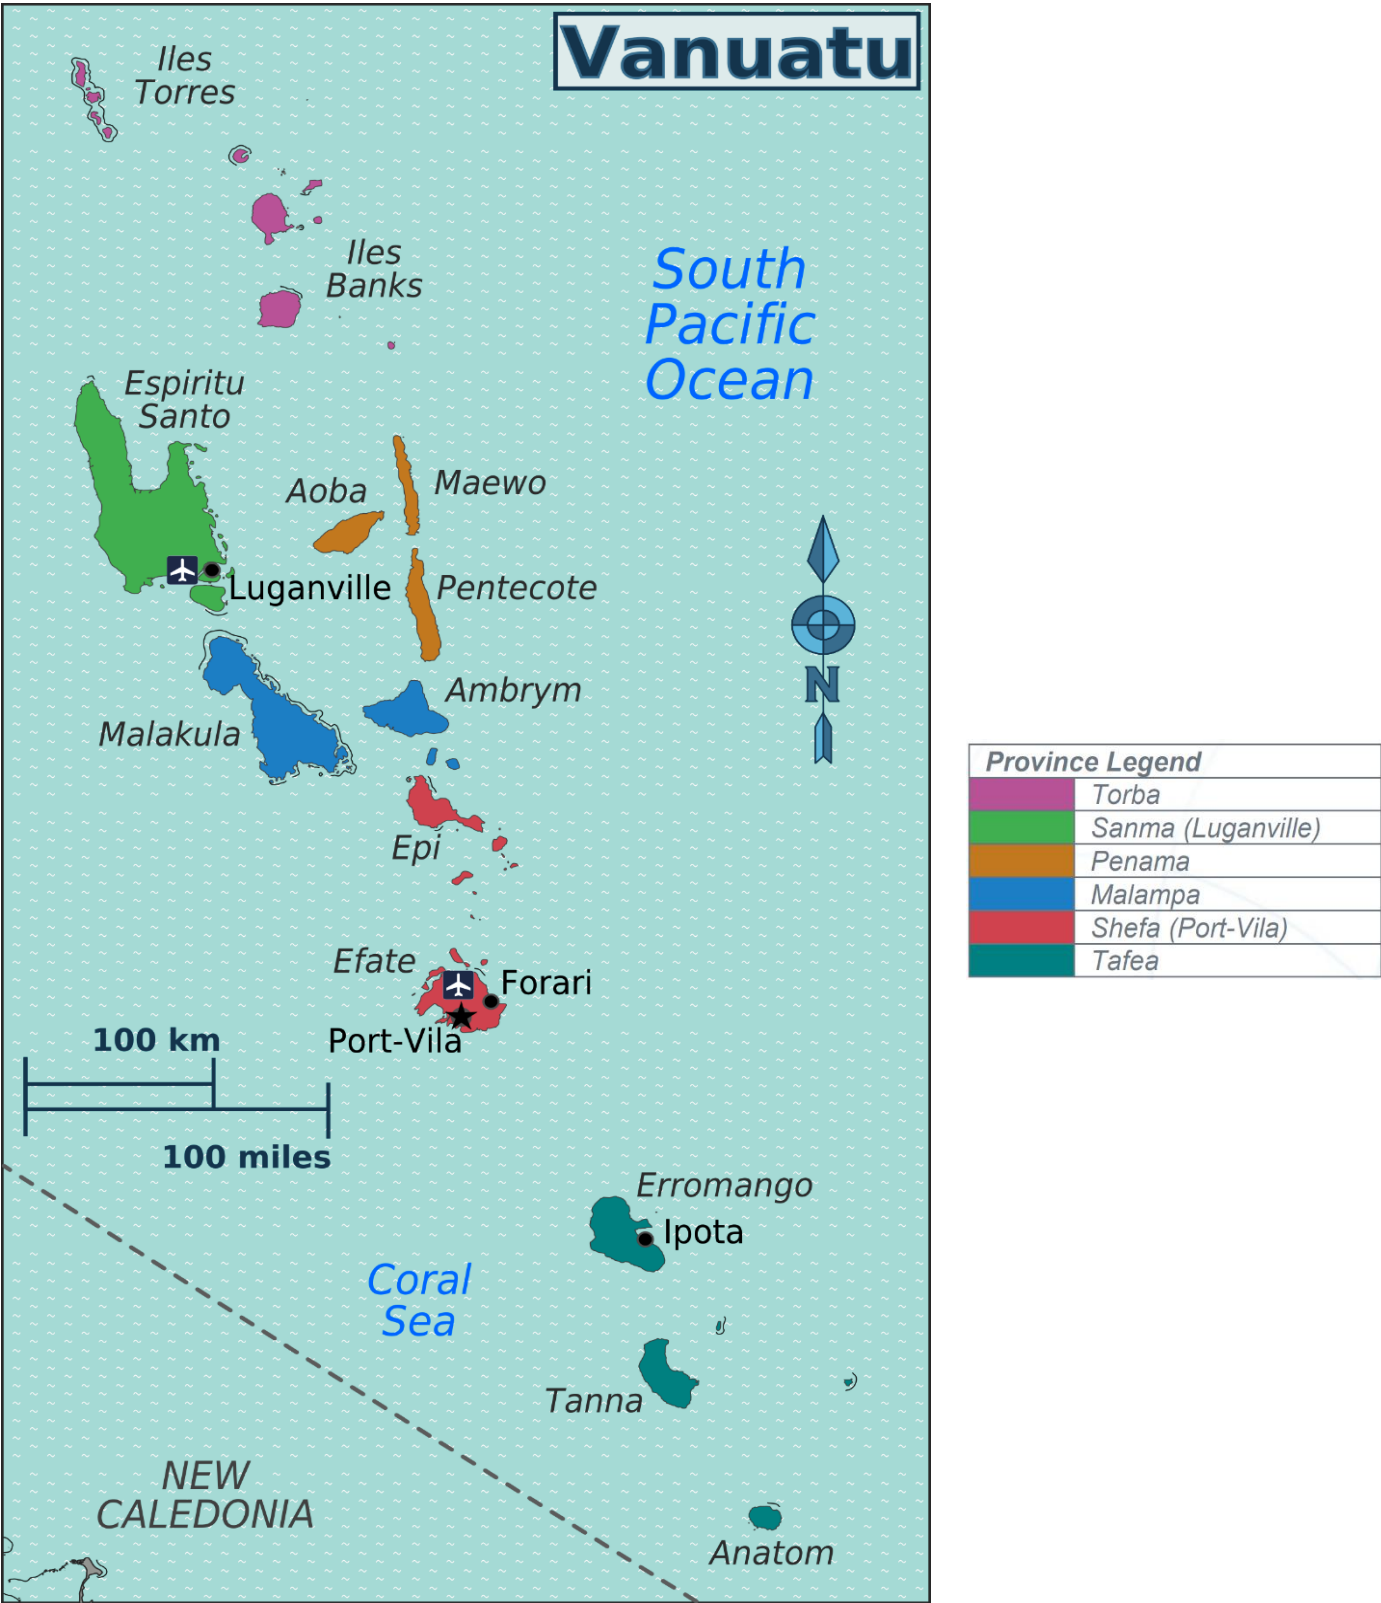 Vanuatu
Iles
Torres
Iles
Banks
South
Pacific
Ocean
Espiritu
Santo
Aoba
Maewo
Luganville
Pentecote
Ambrym
Malakula
N
Epi
Efate
Forari
Port-Vila
100 km
100 miles
Erromango
Ipota
Coral
Sea
Tanna
NEW
CALEDONIA
Anatom
Province Legend
Torba
Sanma (Luganville)
Penama
Malampa
Shefa (Port-Vila)
Tafea